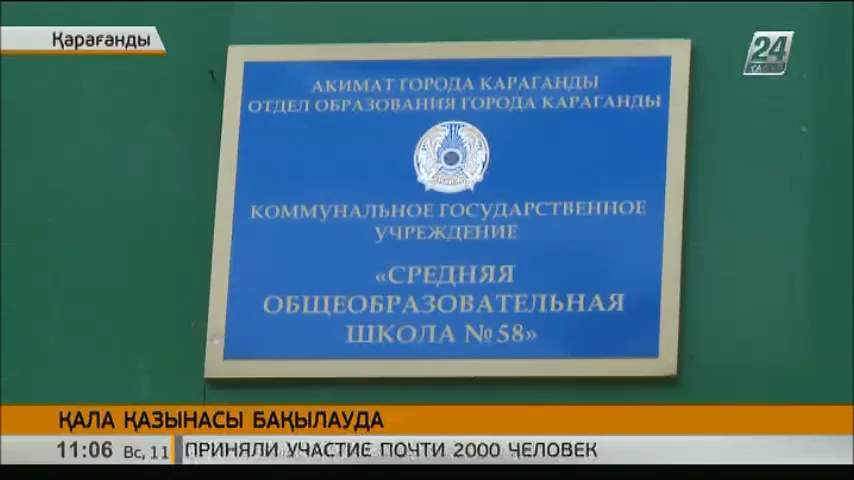 Қарағанды
24
АКИМАТ ГОРОДА КАРАГАНДЫ
ОТДЕЛ ОБРАЗОВАНИЯ ГОРОДА КАРАГАНДЫ
КОММУНАЛЬНОЕ ГОСУДАРСТВЕННОЕ
УЧРЕЖДЕНИЕ
«СРЕДНЯЯ
ОБЩЕОБРАЗОВАТЕЛЬНАЯ
ШКОЛА №58»
ҚАЛА ҚАЗЫНАСЫ БАҚЫЛАУДА
11:06 Вс, 11 ПРИНЯЛИ УЧАСТИЕ ПОЧТИ 2000 ЧЕЛОВЕК